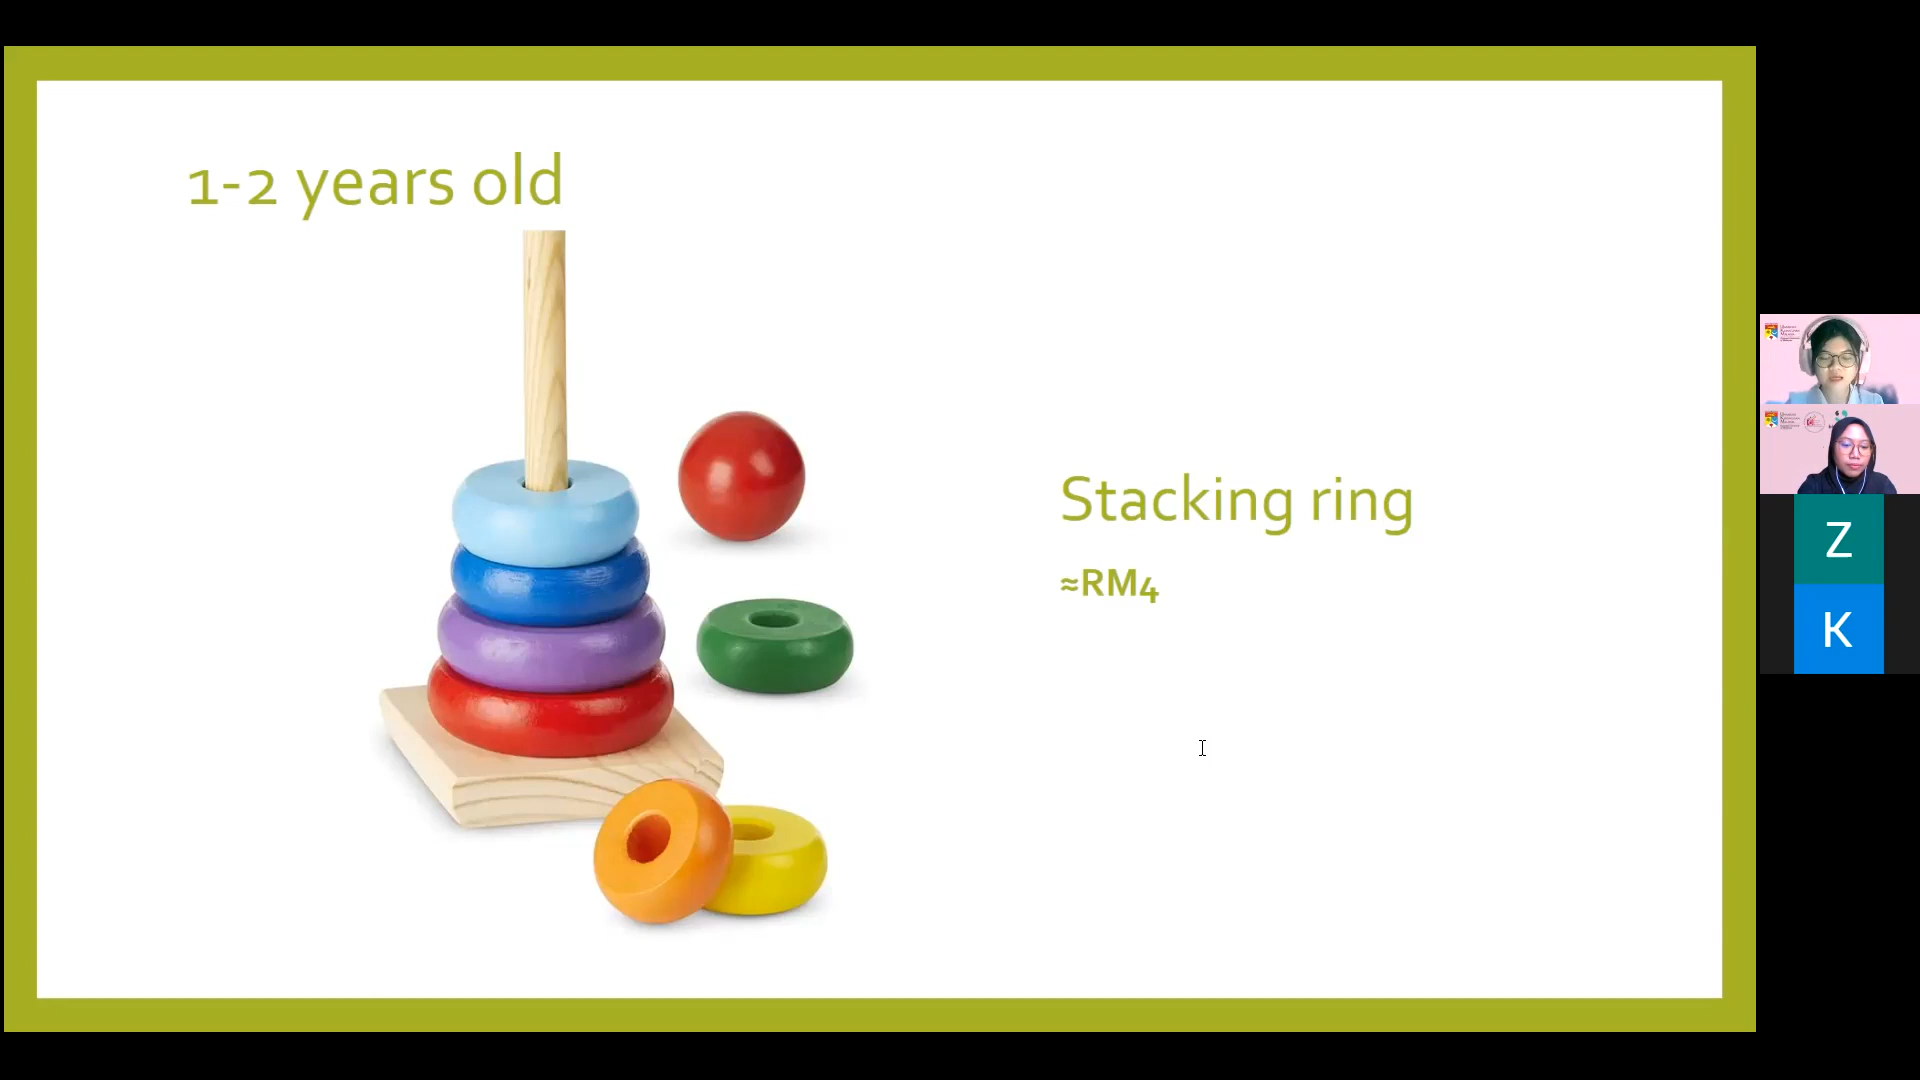 1-2 years old
Stacking ring
≈RM4
Z
K